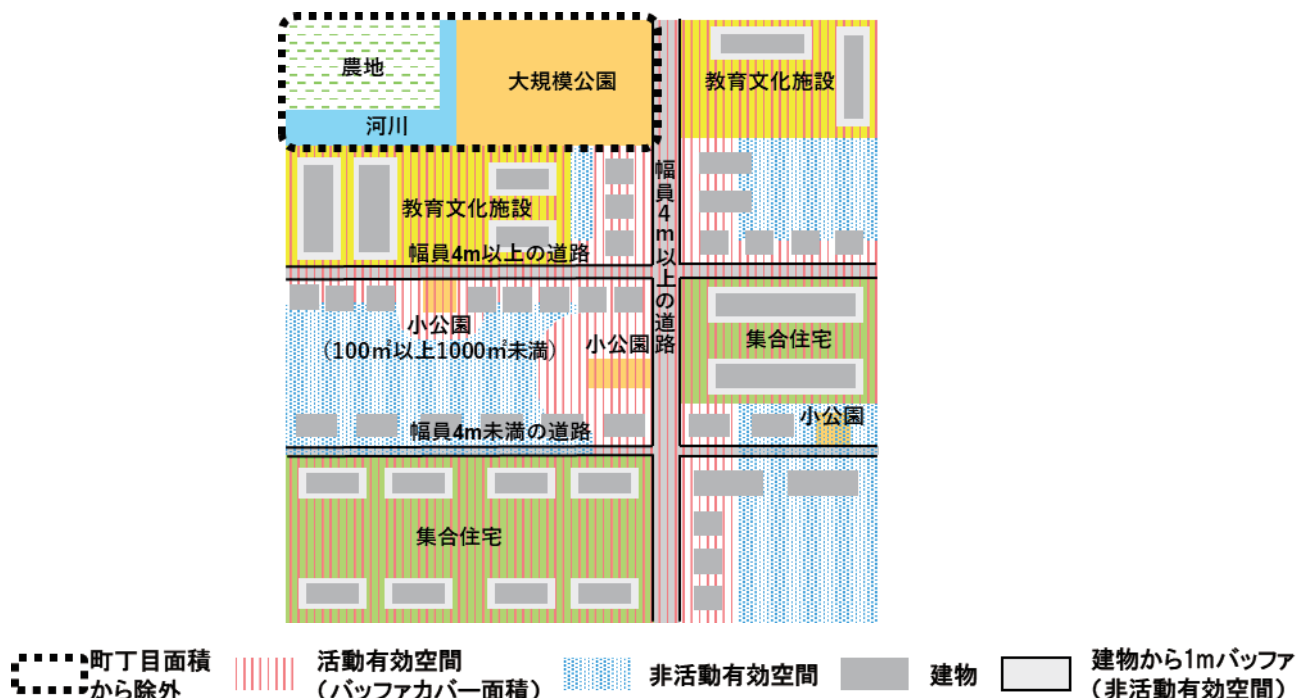 農地
大規模公園
教育文化施設
河川
教育文化施設
幅員4m以上の道路
幅員4m以上の道路
小公園
(100㎡以上1000㎡未満)
小公園
集合住宅
小公園
幅員4m未満の道路
集合住宅
町丁目面積
から除外
活動有効空間
(バッファカバー面積)
非活動有効空間
建物
建物から1mバッファ
(非活動有効空間)